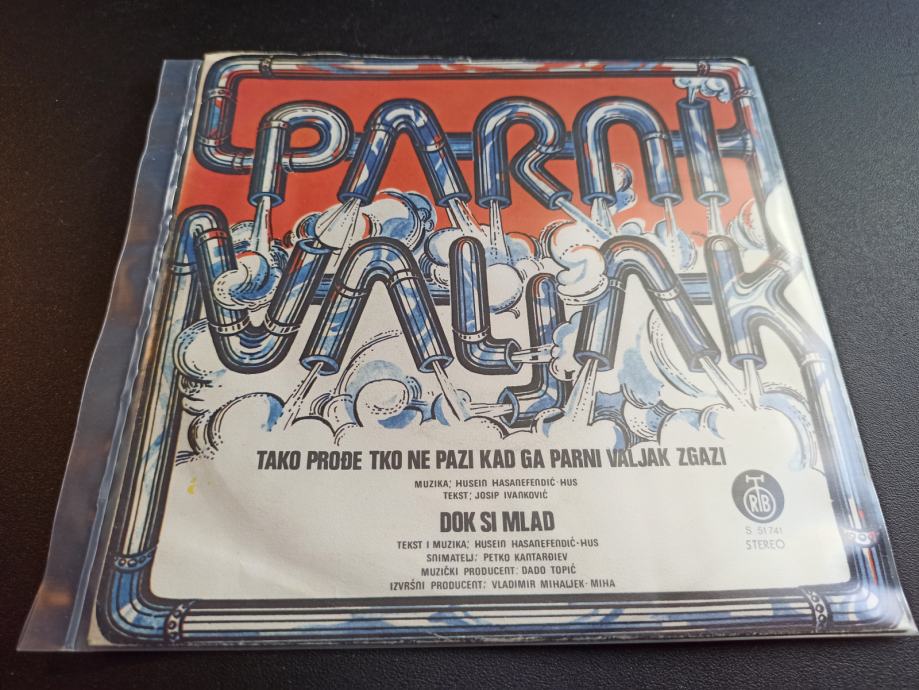 PARNI
VALJAK
TAKO PROĐE TKO NE PAZI KAD GA PARNI VALJAK ZGAZI
MUZIKA; HUSEIN HASANEFENDIĆ-HUS
TEKST; JOSIP IVANKOVIĆ
DOK SI MLAD
TEKST I MUZIKA; HUSEIN HASANEFENDIĆ-HUS
SNIMATELJ: PETKO KANTARDIEV
MUZIČKI PRODUCENT: DADO TOPIĆ
IZVRŠNI PRODUCENT: VLADIMIR MIHALJEK-MIHA
RTB
S 51741
STEREO